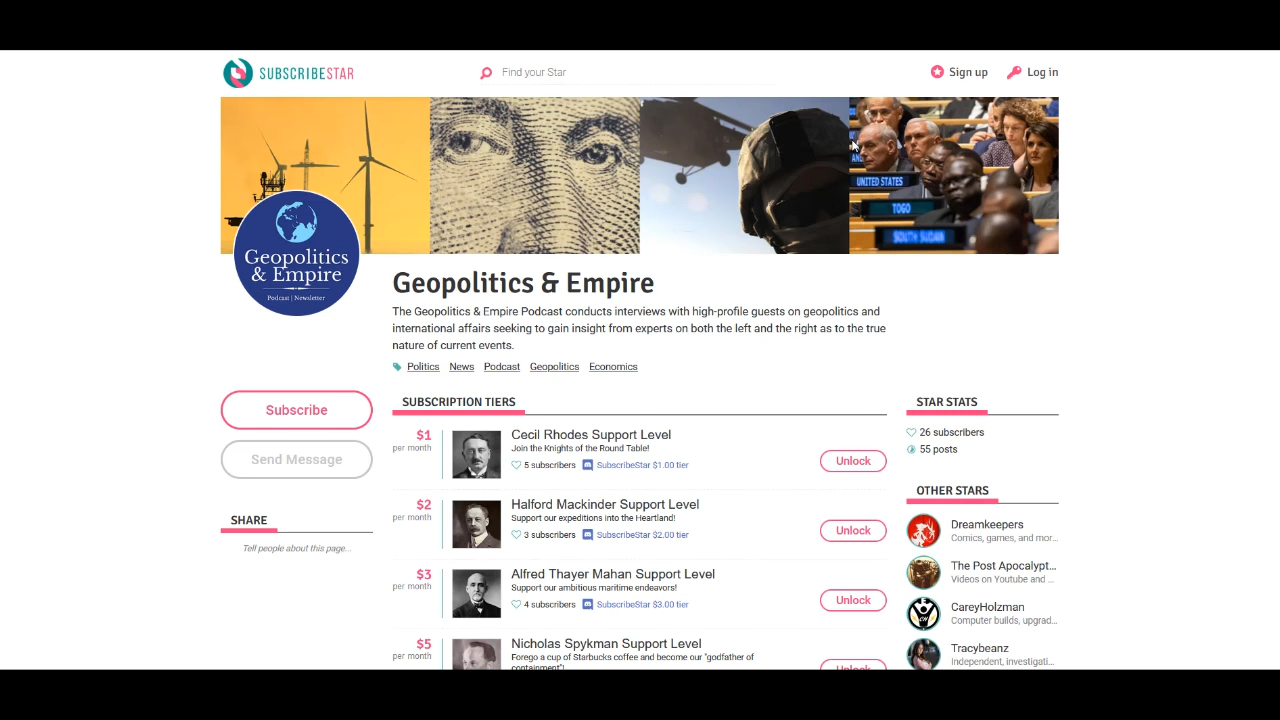 SUBSCRIBESTAR
Find your Star
Sign up
Log in
UNITED STATES
TOGO
SOUTH SUDAN
Geopolitics
& Empire
Podcast | Newsletter
Geopolitics & Empire
The Geopolitics & Empire Podcast conducts interviews with high-profile guests on geopolitics and
international affairs seeking to gain insight from experts on both the left and the right as to the true
nature of current events.
Politics News Podcast Geopolitics Economics
Subscribe
Send Message
SHARE
Tell people about this page...
SUBSCRIPTION TIERS
$1
per month
Cecil Rhodes Support Level
Join the Knights of the Round Table!
5 subscribers SubscribeStar $1.00 tier
Unlock
$2
per month
Halford Mackinder Support Level
Support our expeditions into the Heartland!
3 subscribers SubscribeStar $2.00 tier
Unlock
$3
per month
Alfred Thayer Mahan Support Level
Support our ambitious maritime endeavors!
4 subscribers SubscribeStar $3.00 tier
Unlock
$5
per month
Nicholas Spykman Support Level
Forego a cup of Starbucks coffee and become our "godfather of
containment"!
Unlock
STAR STATS
26 subscribers
55 posts
OTHER STARS
Dreamkeepers
Comics, games, and mor...
The Post Apocalypt...
Videos on Youtube and ...
CareyHolzman
Computer builds, upgrad...
Tracybeanz
Independent, investigati...